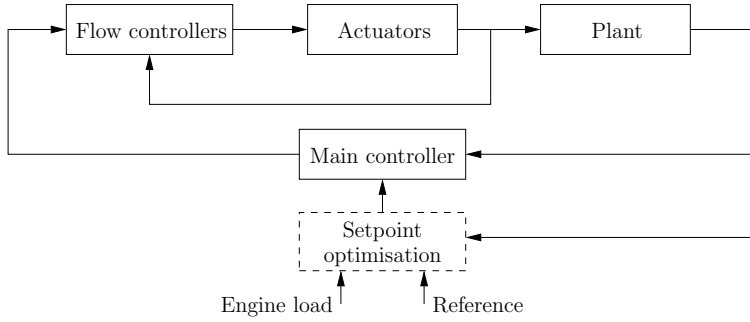 Flow controllers
Actuators
Plant
Main controller
Setpoint
optimisation
Engine load
Reference